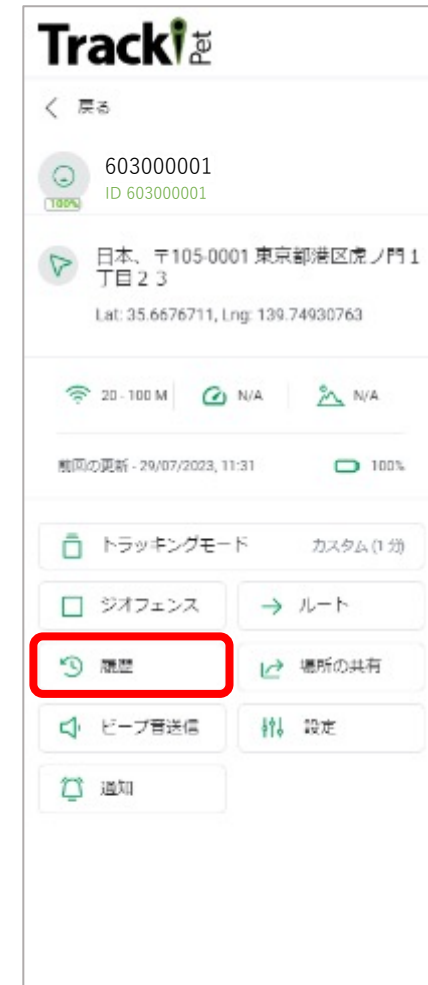 Tracki Pet
戻る
603000001
100%
ID 603000001
日本、〒105-0001 東京都港区虎ノ門１
丁目２３
Lat: 35.6676711, Lng: 139.74930763
20 - 100 M N/A N/A
前回の更新 - 29/07/2023, 11:31 100%
トラッキングモード カスタム (1 分)
ジオフェンス ルート
履歴 場所の共有
ビープ音送信 設定
通知